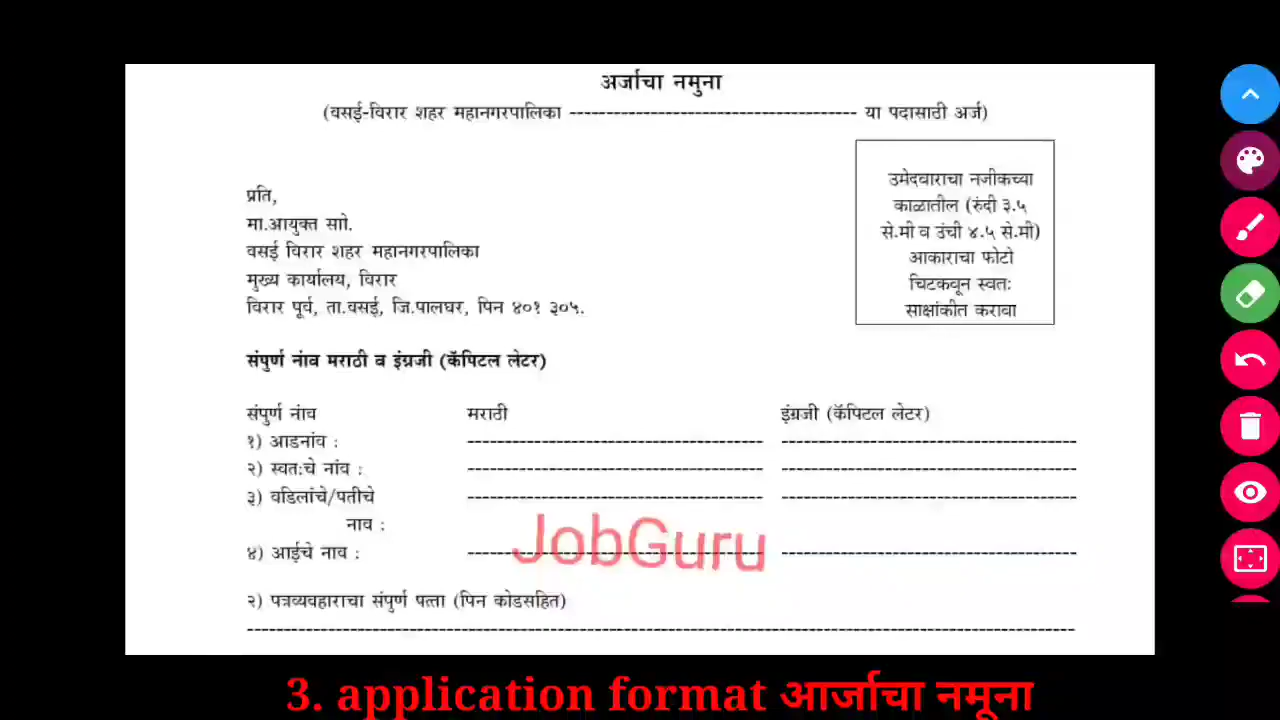 अर्जाचा नमुना
(वसई-विरार शहर महानगरपालिका --------------------------------------- या पदासाठी अर्ज)
उमेदवाराचा नजीकच्या
काळातील (रुंदी ३.५
से.मी व उंची ४.५ से.मी)
आकाराचा फोटो
चिटकवून स्वतः
साक्षांकीत करावा
प्रति,
मा.आयुक्त साो.
वसई विरार शहर महानगरपालिका
मुख्य कार्यालय, विरार
विरार पूर्व, ता.वसई, जि.पालघर, पिन ४०१ ३०५.
संपुर्ण नांव मराठी व इंग्रजी (कॅपिटल लेटर)
संपुर्ण नांव मराठी इंग्रजी (कॅपिटल लेटर)
१) आडनांव : ---------------------------------------- ----------------------------------------
२) स्वतःचे नांव : ---------------------------------------- ----------------------------------------
३) वडिलांचे/पतीचे ---------------------------------------- ----------------------------------------
नाव :
४) आईचे नाव : ---------------------------------------- ----------------------------------------
JobGuru
२) पत्रव्यवहाराचा संपुर्ण पत्ता (पिन कोडसहित)
----------------------------------------------------------------------------------------------------------------
3. application format आर्जाचा नमूना